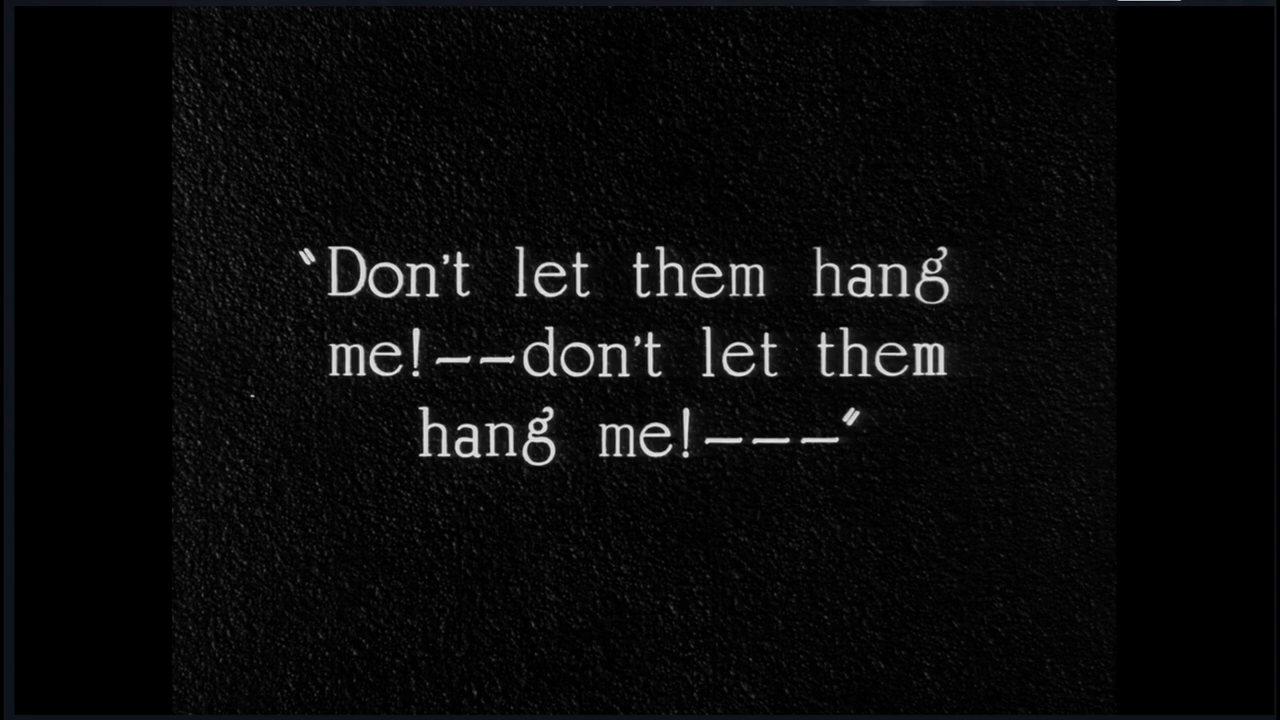 "Don't let them hang
me!——don't let them
hang me!———"